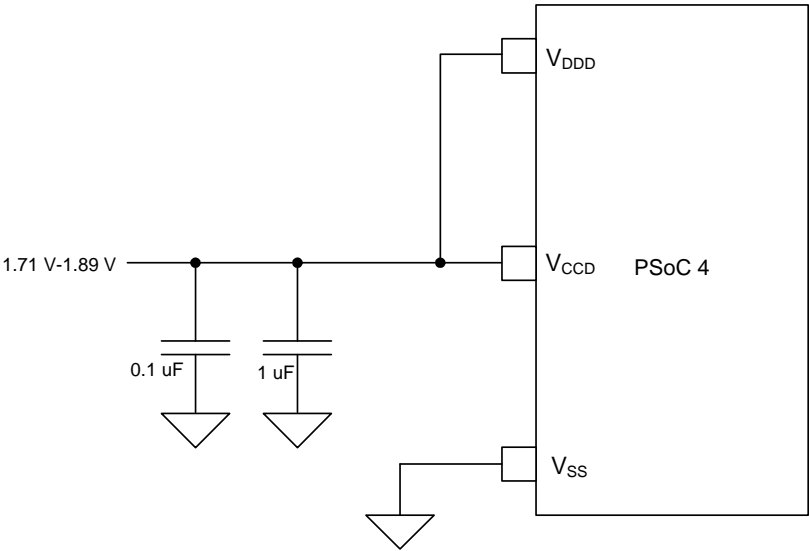 VDDD
1.71 V-1.89 V
VCCD
PSoC 4
0.1 uF
1 uF
VSS